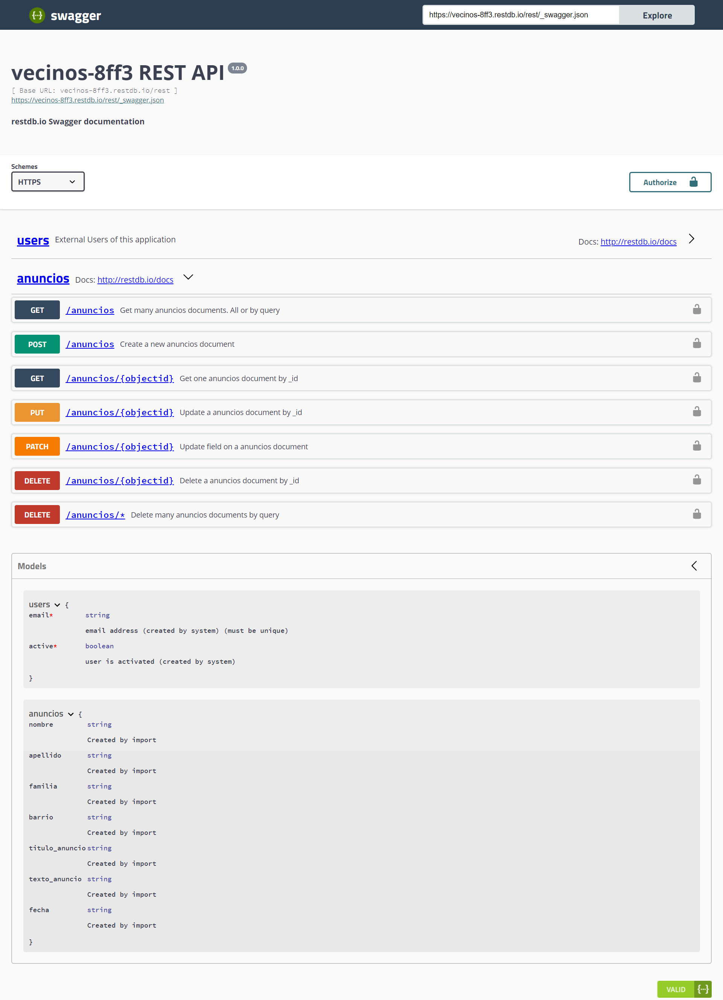 swagger
https://vecinos-8ff3.restdb.io/rest/_swagger.json Explore
vecinos-8ff3 REST API 1.0.0
[ Base URL: vecinos-8ff3.restdb.io/rest ]
https://vecinos-8ff3.restdb.io/rest/_swagger.json
restdb.io Swagger documentation
Schemes
HTTPS
Authorize
users External Users of this application Docs: http://restdb.io/docs
anuncios Docs: http://restdb.io/docs
GET /anuncios Get many anuncios documents. All or by query
POST /anuncios Create a new anuncios document
GET /anuncios/{objectid} Get one anuncios document by _id
PUT /anuncios/{objectid} Update a anuncios document by _id
PATCH /anuncios/{objectid} Update field on a anuncios document
DELETE /anuncios/{objectid} Delete a anuncios document by _id
DELETE /anuncios/* Delete many anuncios documents by query
Models
users {
email* string
email address (created by system) (must be unique)
active* boolean
user is activated (created by system)
}
anuncios {
nombre string
Created by import
apellido string
Created by import
familia string
Created by import
barrio string
Created by import
titulo_anuncio string
Created by import
texto_anuncio string
Created by import
fecha string
Created by import
}
VALID {···}